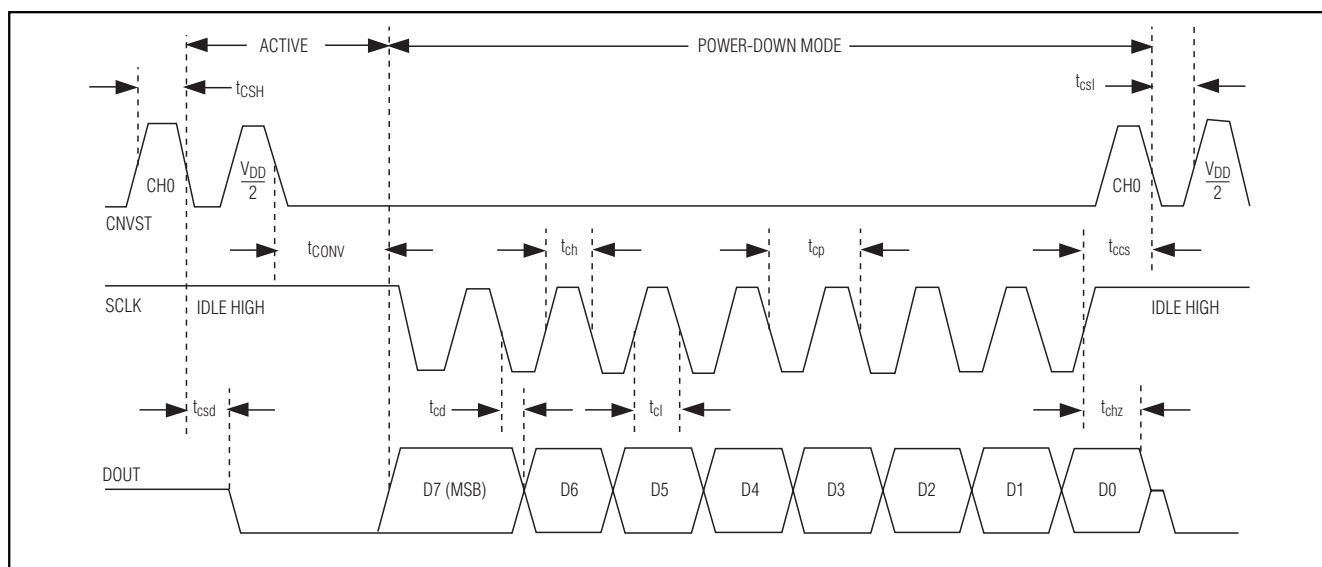 ACTIVE
POWER-DOWN MODE
tCSH
tcsl
CH0
VDD
2
CH0
VDD
2
CNVST
tCONV
tch
tcp
tccs
SCLK
IDLE HIGH
IDLE HIGH
tcsd
tcd
tcl
tchz
DOUT
D7 (MSB)
D6
D5
D4
D3
D2
D1
D0